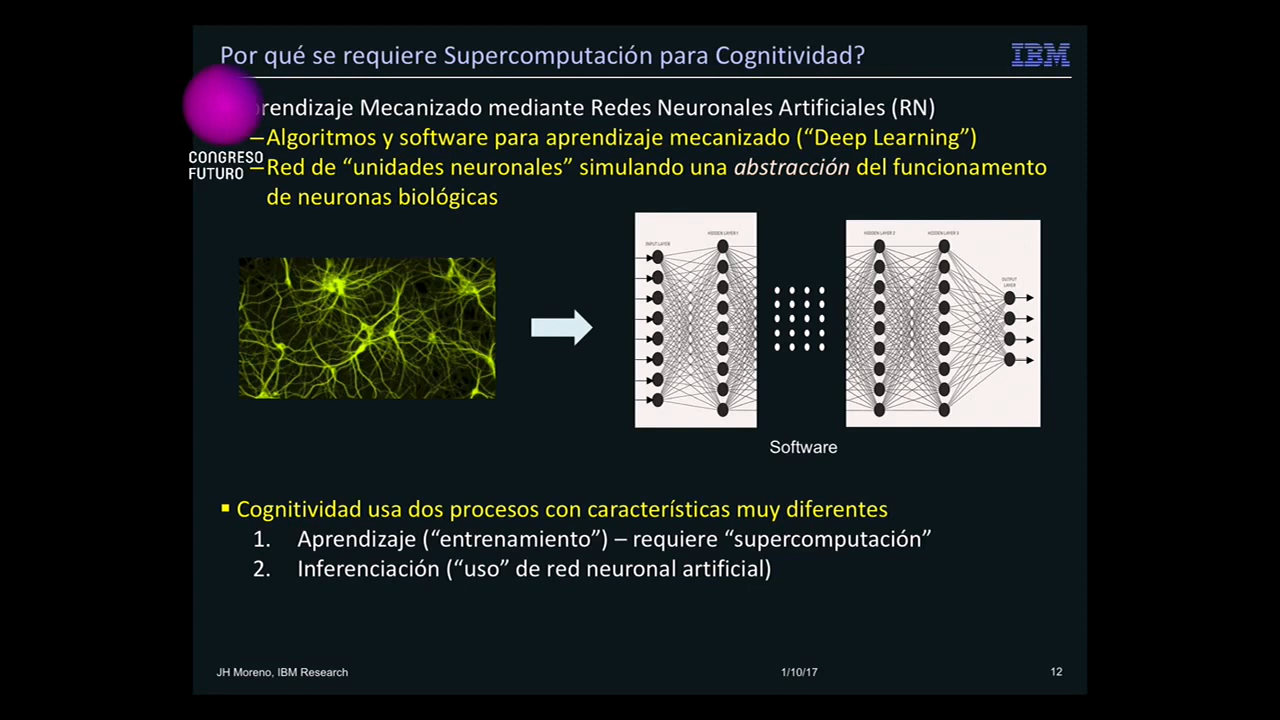 Por qué se requiere Supercomputación para Cognitividad?
IBM
prendizaje Mecanizado mediante Redes Neuronales Artificiales (RN)
–Algoritmos y software para aprendizaje mecanizado (“Deep Learning”)
CONGRESO
FUTURO
–Red de “unidades neuronales” simulando una abstracción del funcionamento
de neuronas biológicas
INPUT LAYER
HIDDEN LAYER 1
HIDDEN LAYER 2
HIDDEN LAYER 3
OUTPUT
LAYER
Software
▪ Cognitividad usa dos procesos con características muy diferentes
1. Aprendizaje (“entrenamiento”) – requiere “supercomputación”
2. Inferenciación (“uso” de red neuronal artificial)
JH Moreno, IBM Research
1/10/17
12